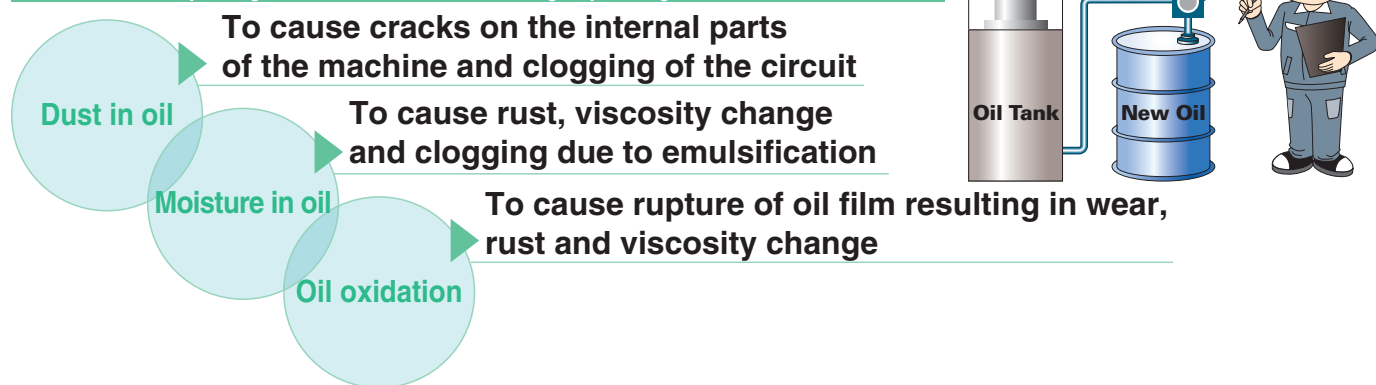 To cause cracks on the internal parts
of the machine and clogging of the circuit
Dust in oil
To cause rust, viscosity change
and clogging due to emulsification
Moisture in oil
To cause rupture of oil film resulting in wear,
rust and viscosity change
Oil oxidation
Oil Tank
New Oil